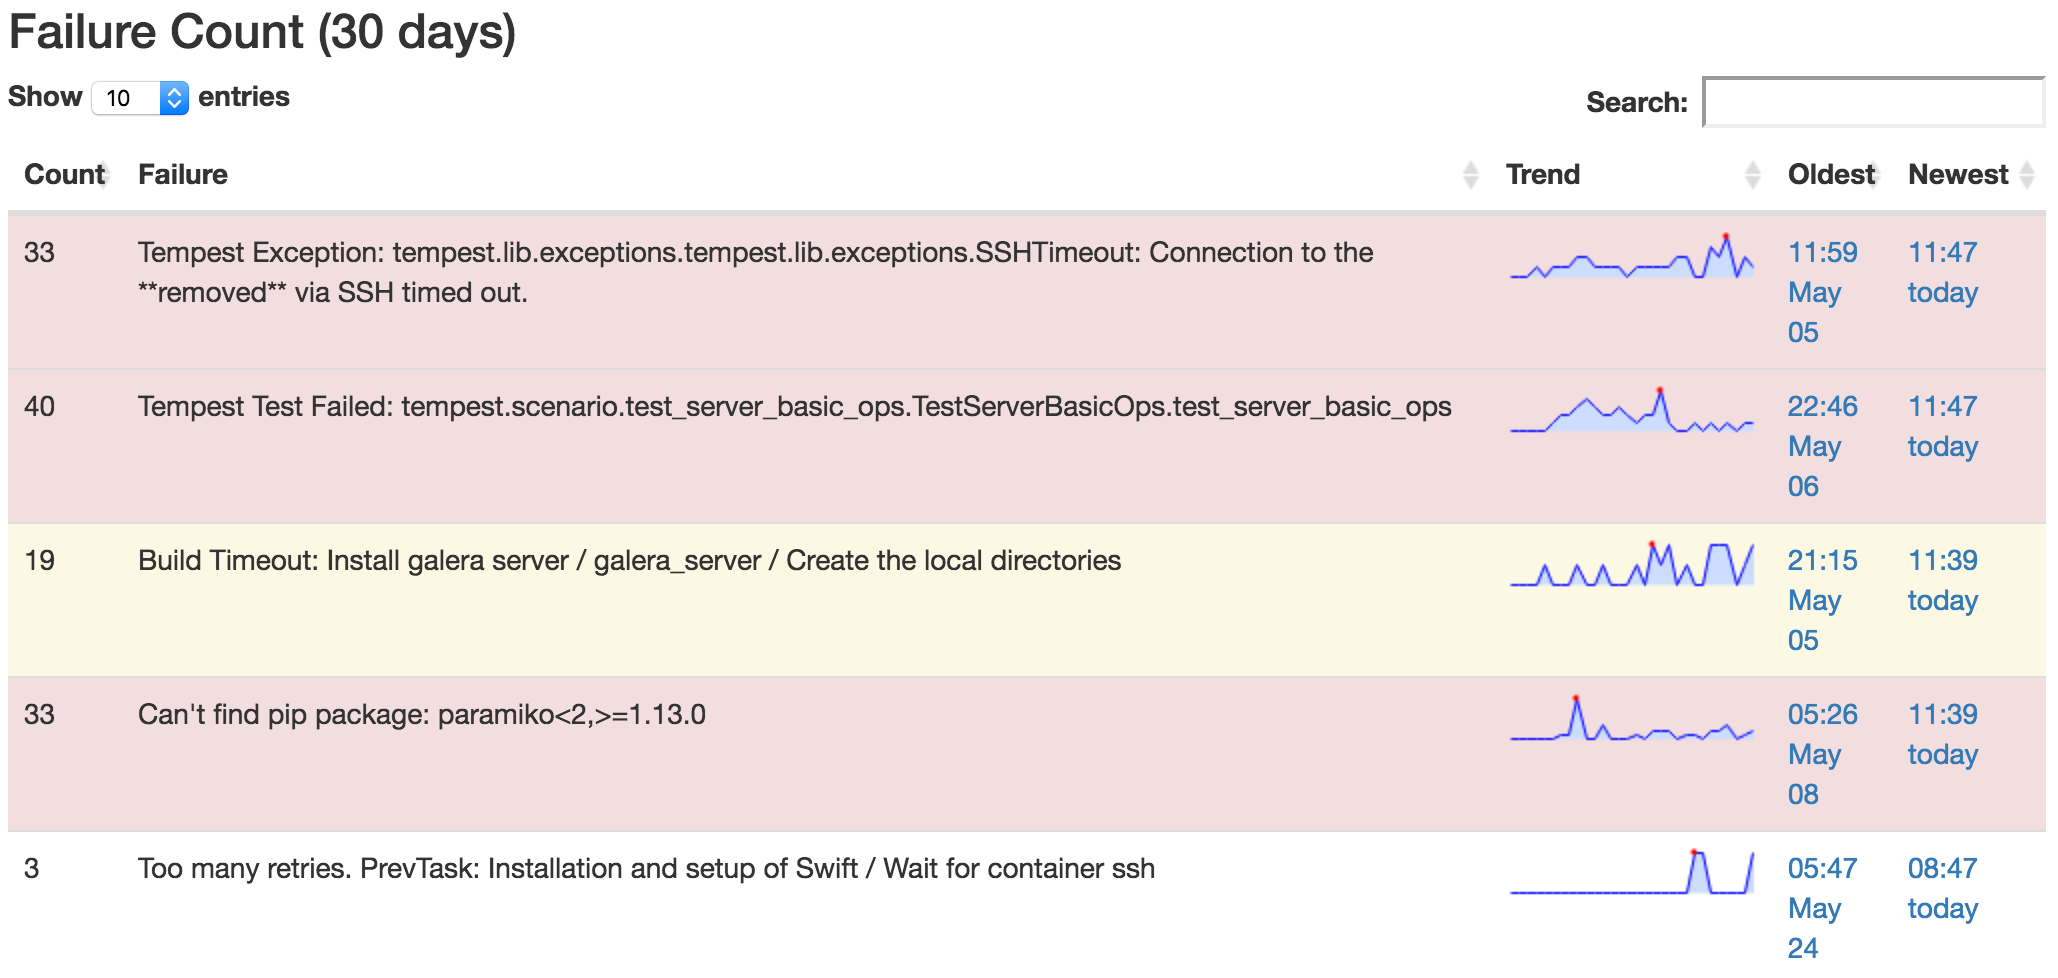 Failure Count (30 days)
Show 10 entries
Search:
Count Failure Trend Oldest Newest
33 Tempest Exception: tempest.lib.exceptions.tempest.lib.exceptions.SSHTimeout: Connection to the 11:59 11:47
**removed** via SSH timed out. May today
05
40 Tempest Test Failed: tempest.scenario.test_server_basic_ops.TestServerBasicOps.test_server_basic_ops 22:46 11:47
May today
06
19 Build Timeout: Install galera server / galera_server / Create the local directories 21:15 11:39
May today
05
33 Can't find pip package: paramiko<2,>=1.13.0 05:26 11:39
May today
08
3 Too many retries. PrevTask: Installation and setup of Swift / Wait for container ssh 05:47 08:47
May today
24